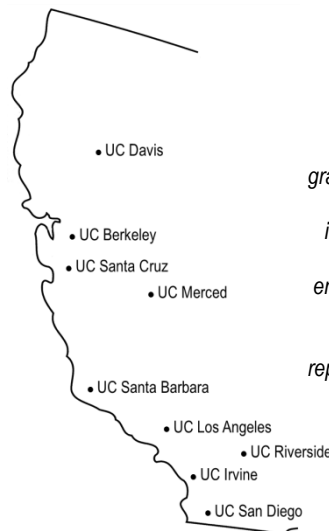 UC Davis
gra
UC Berkeley
i
UC Santa Cruz
UC Merced
rep
UC Santa Barbara
UC Los Angeles
UC Riverside
UC Irvine
UC San Diego